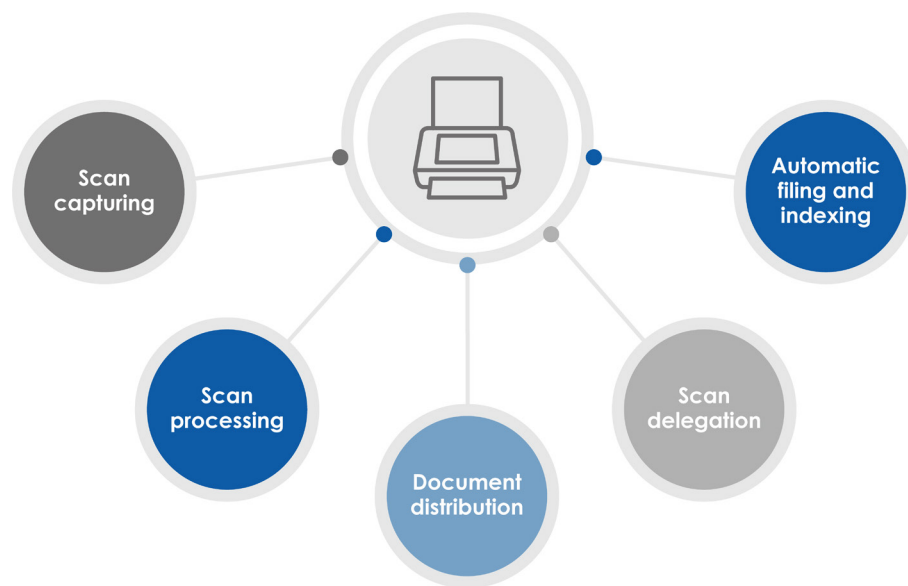 Scan
capturing
Scan
processing
Document
distribution
Scan
delegation
Automatic
filing and
indexing